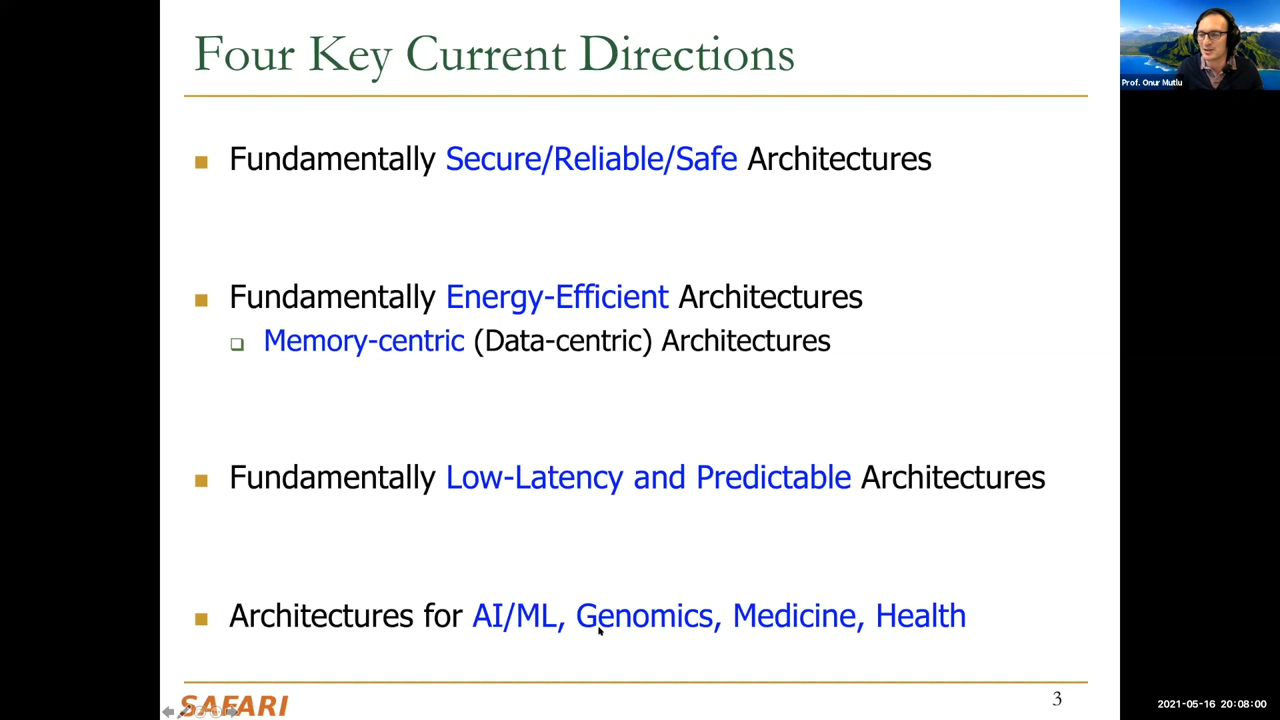 Four Key Current Directions
Prof. Onur Mutlu
Fundamentally Secure/Reliable/Safe Architectures
Fundamentally Energy-Efficient Architectures
Memory-centric (Data-centric) Architectures
Fundamentally Low-Latency and Predictable Architectures
Architectures for AI/ML, Genomics, Medicine, Health
SAFARI
3
2021-05-16 20:08:00